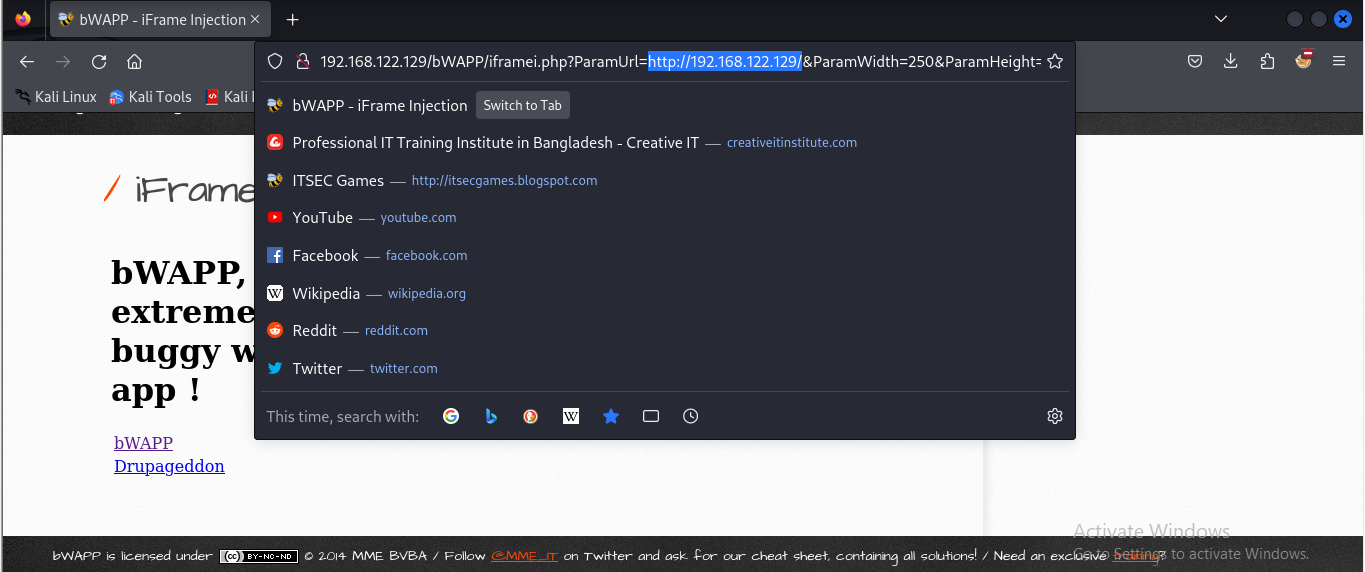 bWAPP - iFrame Injection
192.168.122.129/bWAPP/iframei.php?ParamUrl=http://192.168.122.129/&ParamWidth=250&ParamHeight=
Kali Linux Kali Tools Kali
bWAPP - iFrame Injection Switch to Tab
Professional IT Training Institute in Bangladesh - Creative IT — creativeitinstitute.com
ITSEC Games — http://itsecgames.blogspot.com
YouTube — youtube.com
Facebook — facebook.com
Wikipedia — wikipedia.org
Reddit — reddit.com
Twitter — twitter.com
This time, search with:
/ iFrame
bWAPP,
extreme
buggy w
app !
bWAPP
Drupageddon
Activate Windows
Go to Settings to activate Windows.
bWAPP is licensed under (cc) BY-NC-ND © 2014 MME BVBA / Follow @MME_IT on Twitter and ask for our cheat sheet, containing all solutions! / Need an exclusive training?